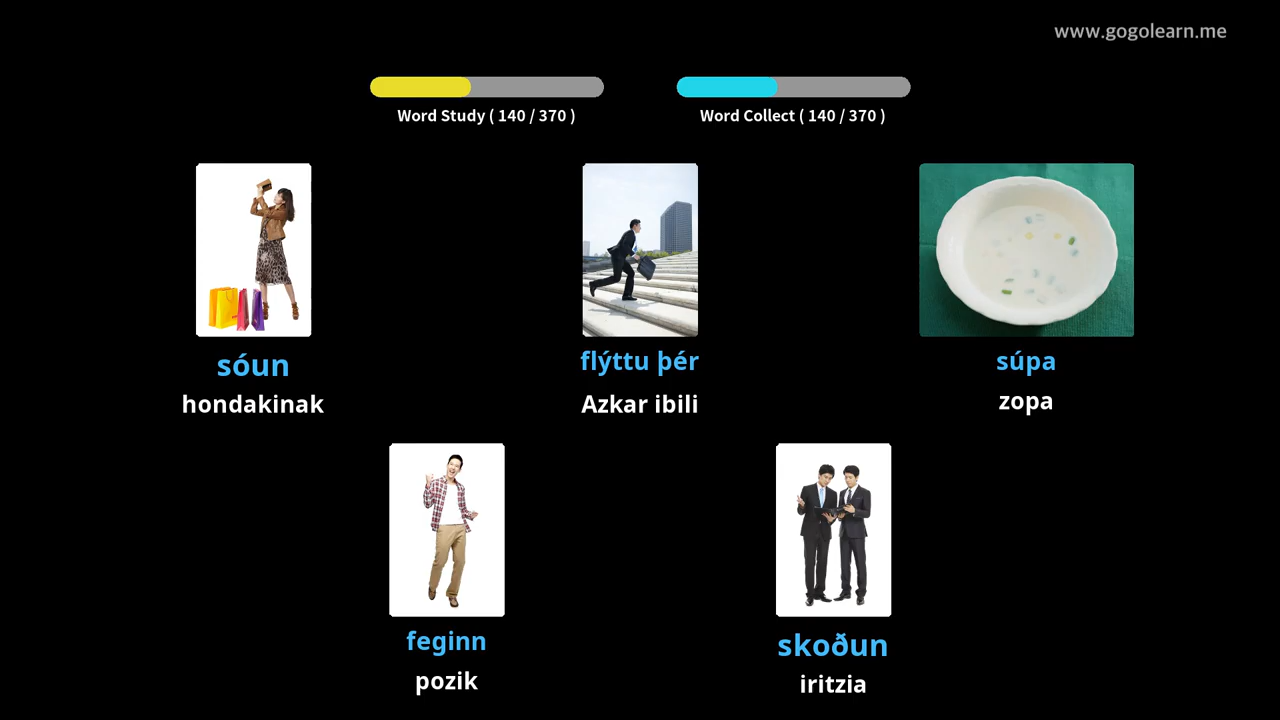 www.gogolearn.me
Word Study ( 140 / 370 )
Word Collect ( 140 / 370 )
sóun
hondakinak
flýttu þér
Azkar ibili
súpa
zopa
feginn
pozik
skoðun
iritzia